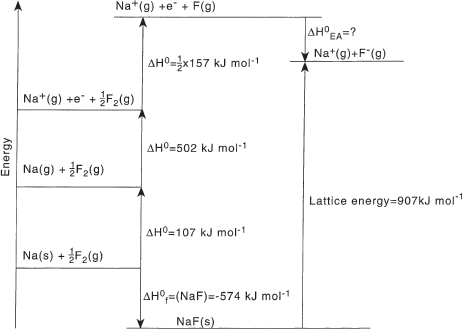 Na⁺(g) +e⁻ + F(g)
ΔH⁰EA=?
Na⁺(g)+F⁻(g)
ΔH⁰=½x157 kJ mol⁻¹
Na⁺(g) +e⁻ + ½F₂(g)
ΔH⁰=502 kJ mol⁻¹
Energy
Na(g) + ½F₂(g)
Lattice energy=907kJ mol⁻¹
ΔH⁰=107 kJ mol⁻¹
Na(s) + ½F₂(g)
ΔH⁰f=(NaF)=-574 kJ mol⁻¹
NaF(s)